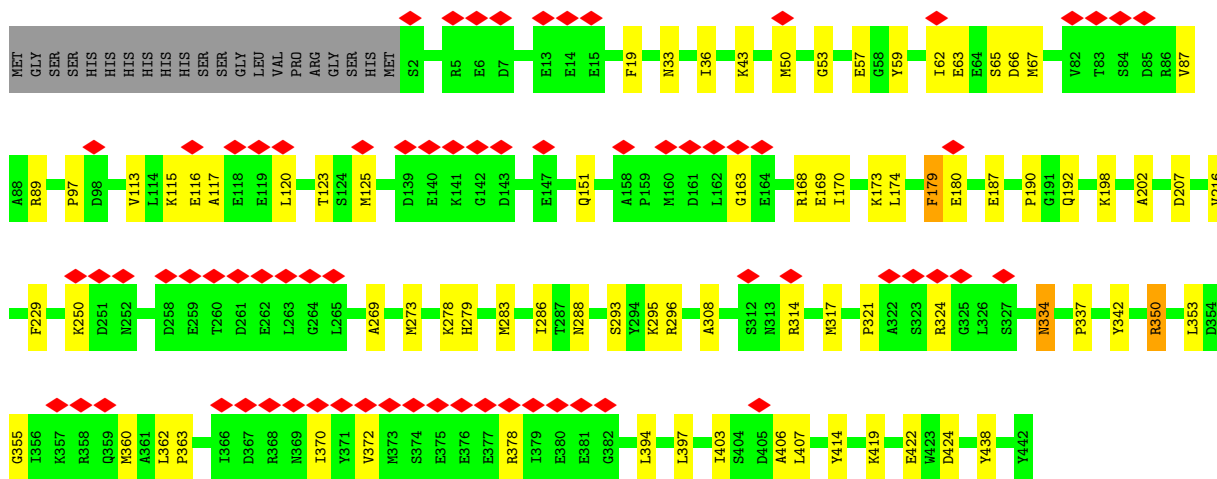 MET GLY SER SER HIS HIS HIS HIS HIS HIS SER SER GLY LEU VAL PRO ARG GLY SER HIS MET S2 R5 E6 D7 E13 E14 E15 F19 N33 I36 K43 M50 G53 E57 G58 Y59 I62 E63 E64 S65 D66 M67 V82 T83 S84 D85 R86 V87
A88 R89 P97 D98 V113 L114 K115 E116 A117 E118 E119 L120 T123 S124 M125 D139 E140 K141 G142 D143 E147 Q151 A158 P159 M160 D161 L162 G163 E164 R168 E169 I170 K173 L174 F179 E180 E187 P190 G191 Q192 K198 A202 D207
F229 K250 D251 N252 D258 E259 T260 D261 E262 L263 G264 L265 A269 M273 K278 H279 M283 I286 T287 N288 S293 Y294 K295 R296 A308 S312 N313 R314 M317 P321 A322 S323 R324 G325 L326 S327 N334 P337 Y342 R350 L353 D354
G355 I356 K357 R358 Q359 M360 A361 L362 P363 I366 D367 R368 N369 I370 Y371 V372 M373 S374 E375 E376 E377 R378 I379 E380 E381 G382 L394 L397 I403 S404 D405 A406 L407 Y414 K419 E422 W423 D424 Y438 Y442